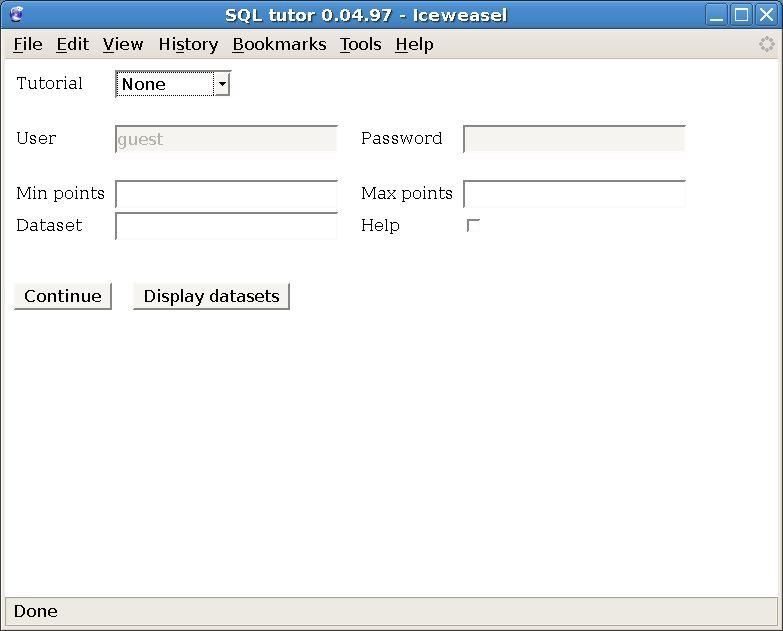 SQL tutor 0.04.97 - Iceweasel
File Edit View History Bookmarks Tools Help
Tutorial None
User guest Password
Min points Max points
Dataset Help
Continue Display datasets
Done